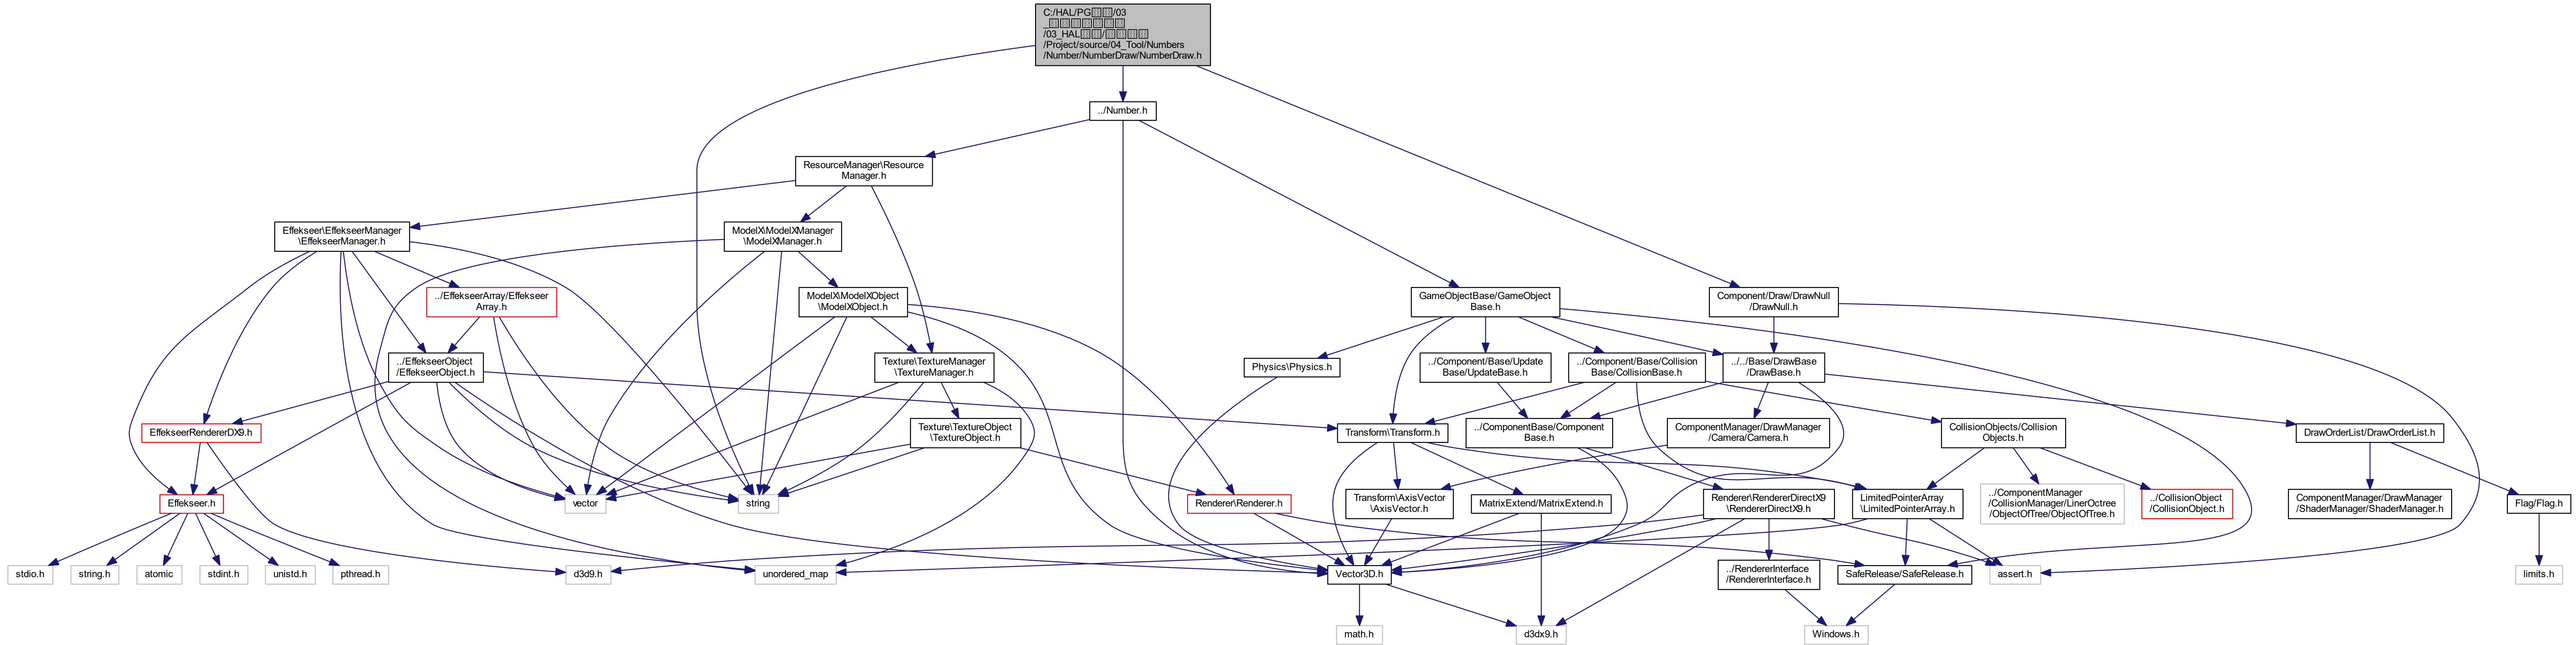 C:/HAL/PG/03
_
/03_HAL/
/Project/source/04_Tool/Numbers
/Number/NumberDraw/NumberDraw.h
../Number.h
ResourceManager\Resource
Manager.h
Effekseer\EffekseerManager
\EffekseerManager.h
ModelX\ModelXManager
\ModelXManager.h
../EffekseerArray/Effekseer
Array.h
ModelX\ModelXObject
\ModelXObject.h
GameObjectBase/GameObject
Base.h
Component/Draw/DrawNull
/DrawNull.h
../EffekseerObject
/EffekseerObject.h
Texture\TextureManager
\TextureManager.h
Physics\Physics.h
../Component/Base/Update
Base/UpdateBase.h
../Component/Base/Collision
Base/CollisionBase.h
../../Base/DrawBase
/DrawBase.h
EffekseerRendererDX9.h
Texture\TextureObject
\TextureObject.h
Transform\Transform.h
../ComponentBase/Component
Base.h
ComponentManager/DrawManager
/Camera/Camera.h
CollisionObjects/Collision
Objects.h
DrawOrderList/DrawOrderList.h
Effekseer.h
vector
string
Renderer\Renderer.h
Transform\AxisVector
\AxisVector.h
MatrixExtend/MatrixExtend.h
Renderer\RendererDirectX9
\RendererDirectX9.h
LimitedPointerArray
\LimitedPointerArray.h
../ComponentManager
/CollisionManager/LinerOctree
/ObjectOfTree/ObjectOfTree.h
../CollisionObject
/CollisionObject.h
ComponentManager/DrawManager
/ShaderManager/ShaderManager.h
Flag/Flag.h
stdio.h
string.h
atomic
stdint.h
unistd.h
pthread.h
d3d9.h
unordered_map
Vector3D.h
../RendererInterface
/RendererInterface.h
SafeRelease/SafeRelease.h
assert.h
limits.h
math.h
d3dx9.h
Windows.h